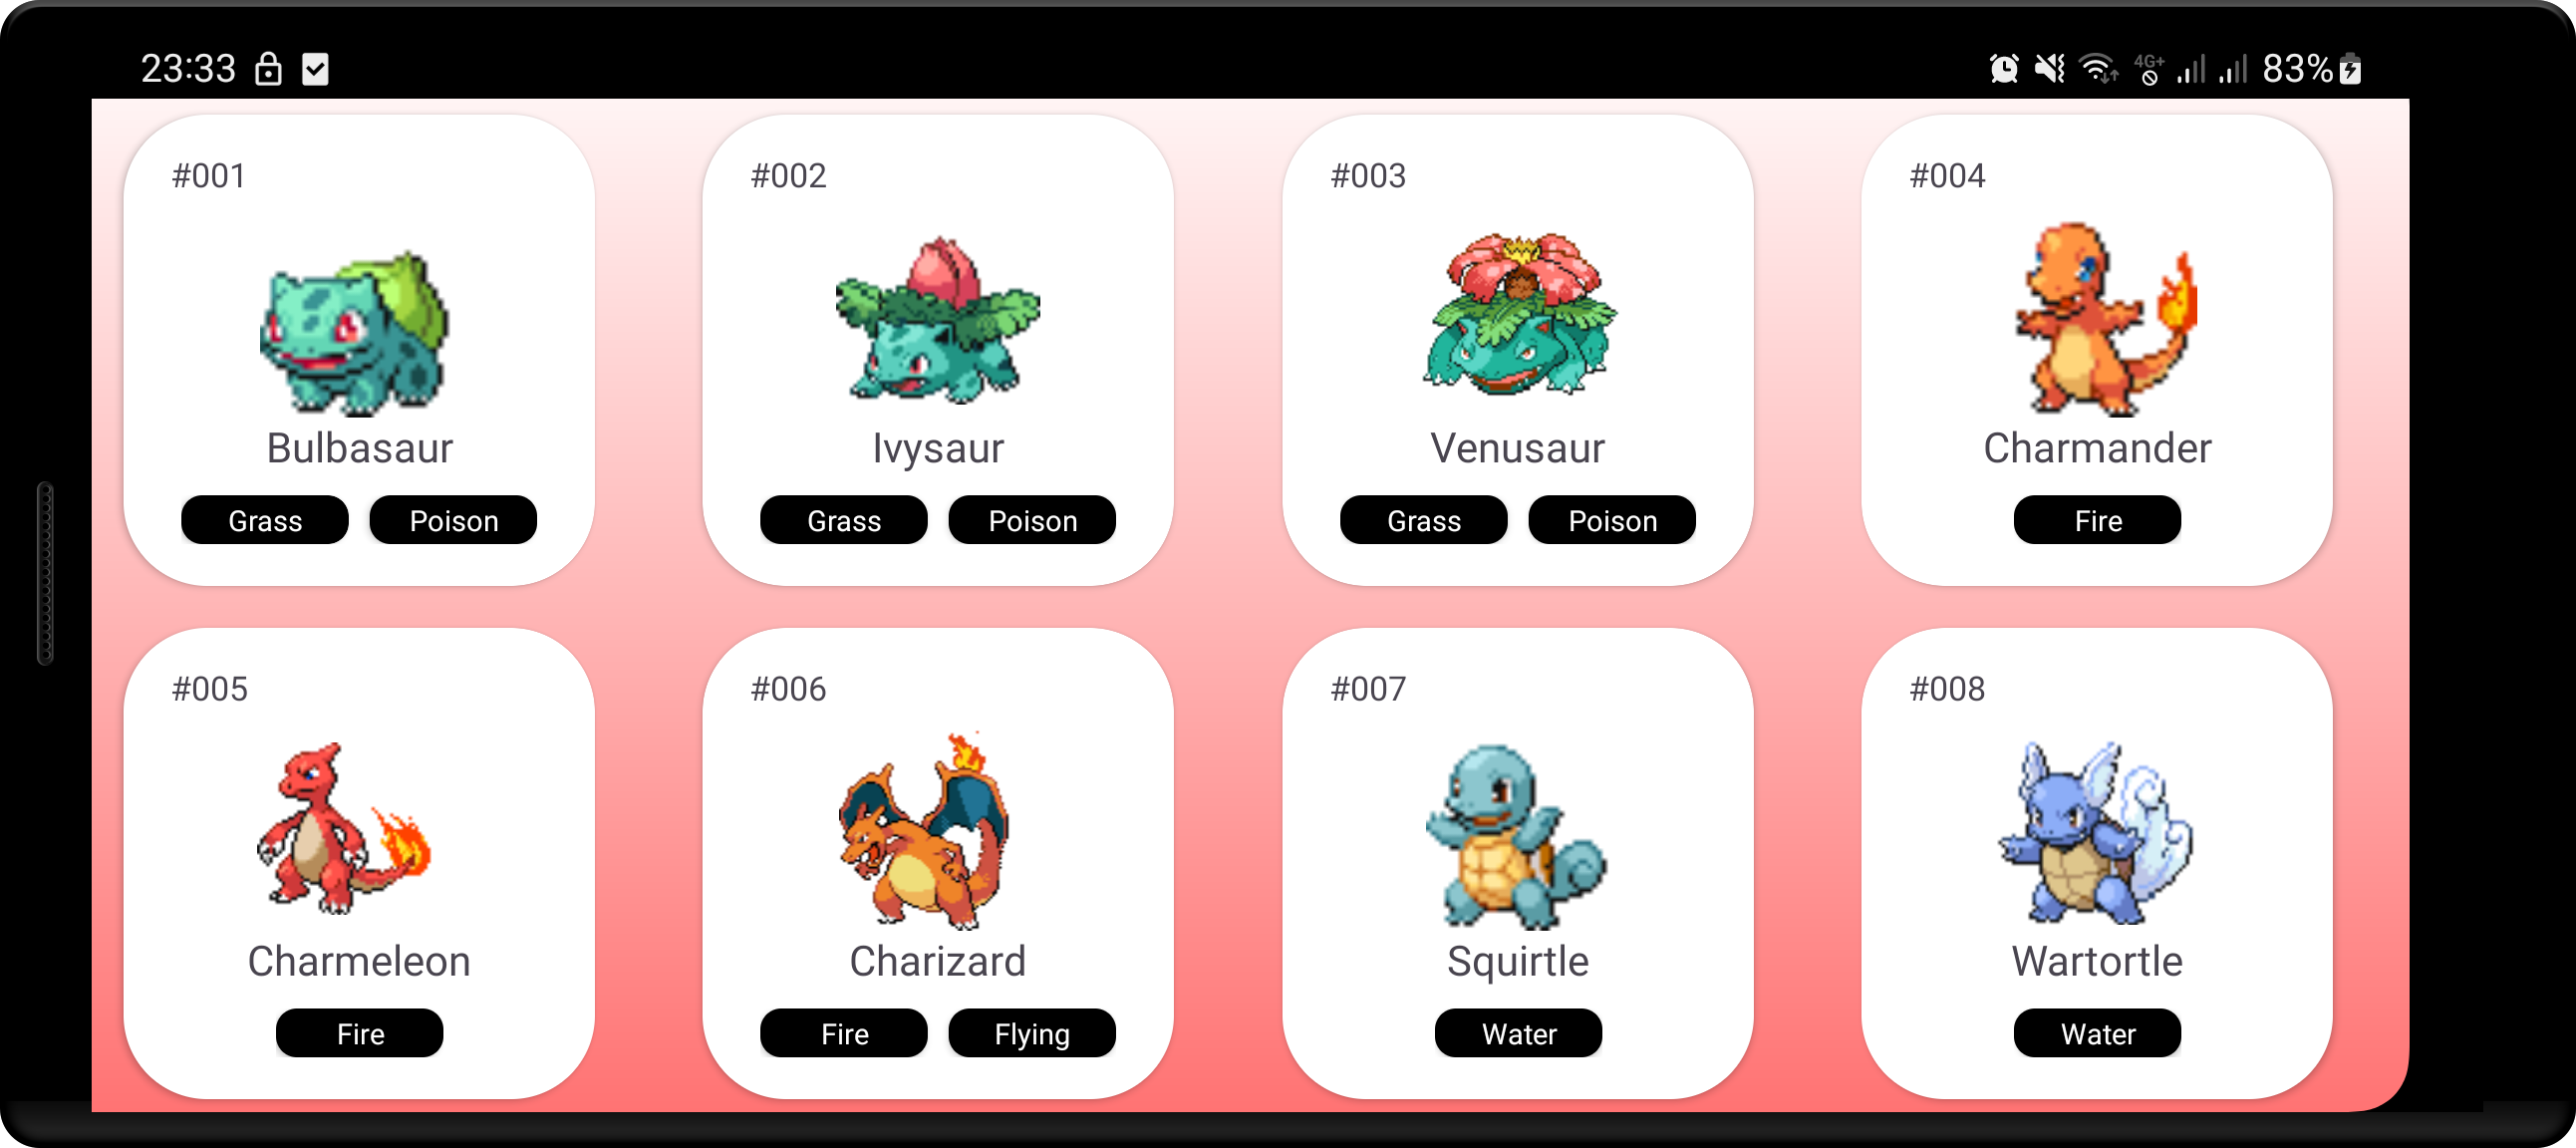 23:33
4G+ 83%
#001
Bulbasaur
Grass Poison
#002
Ivysaur
Grass Poison
#003
Venusaur
Grass Poison
#004
Charmander
Fire
#005
Charmeleon
Fire
#006
Charizard
Fire Flying
#007
Squirtle
Water
#008
Wartortle
Water